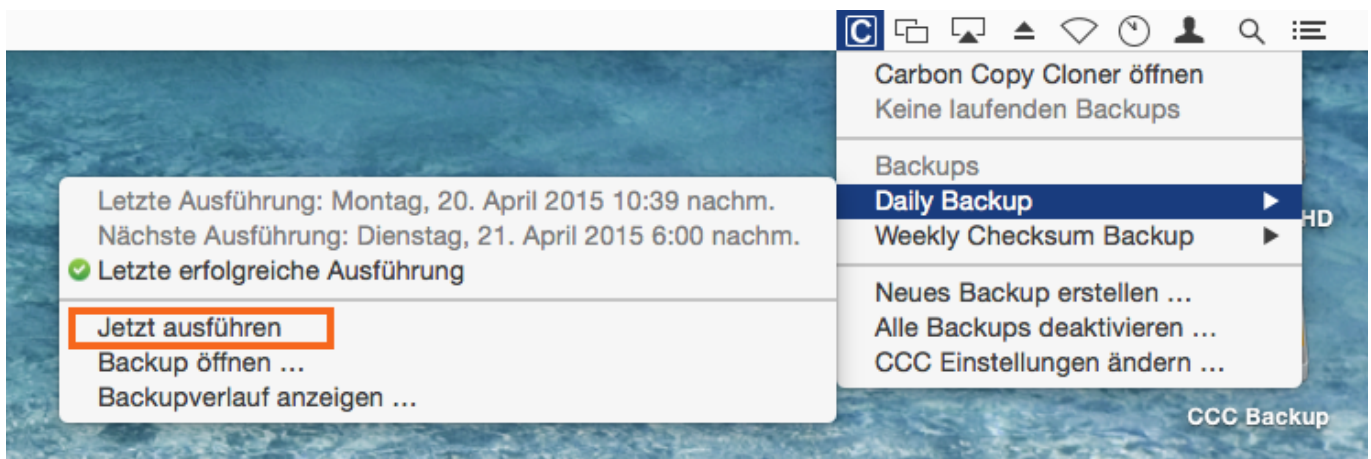 C
Carbon Copy Cloner öffnen
Keine laufenden Backups
Backups
Daily Backup
Weekly Checksum Backup
Neues Backup erstellen …
Alle Backups deaktivieren …
CCC Einstellungen ändern …
Letzte Ausführung: Montag, 20. April 2015 10:39 nachm.
Nächste Ausführung: Dienstag, 21. April 2015 6:00 nachm.
Letzte erfolgreiche Ausführung
Jetzt ausführen
Backup öffnen …
Backupverlauf anzeigen …
HD
CCC Backup